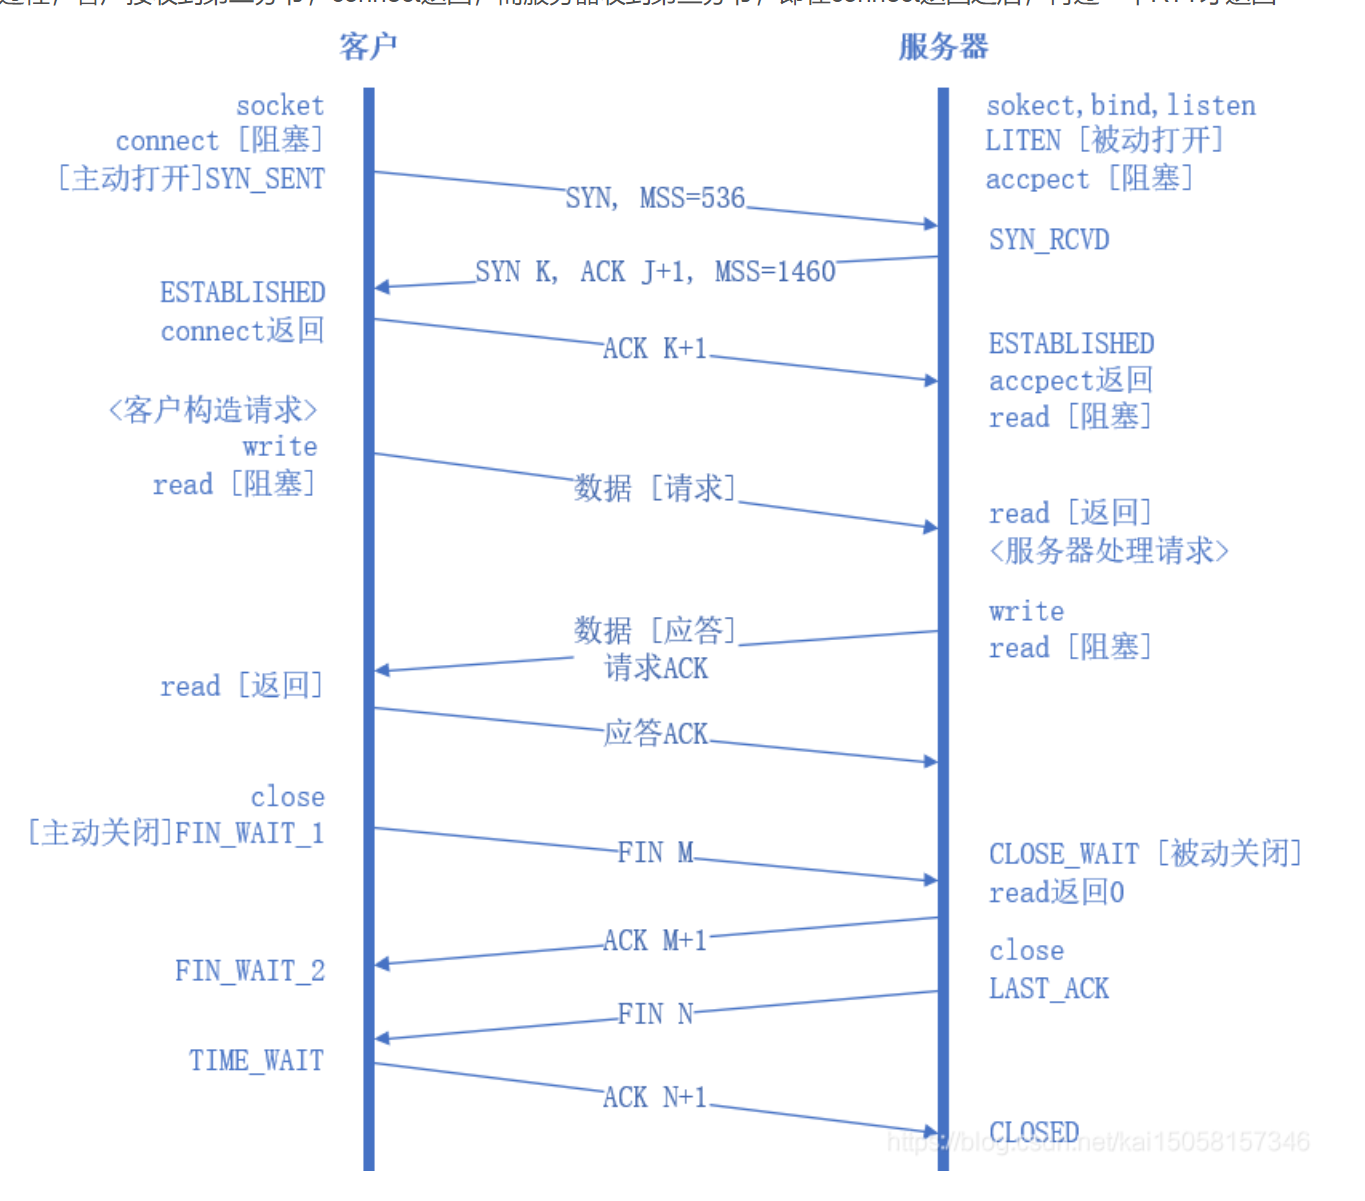 客户 服务器
socket
connect [阻塞]
[主动打开]SYN_SENT
sokect,bind,listen
LITEN [被动打开]
accpect [阻塞]
SYN, MSS=536
SYN_RCVD
SYN K, ACK J+1, MSS=1460
ESTABLISHED
connect返回
ACK K+1
ESTABLISHED
accpect返回
read [阻塞]
<客户构造请求>
write
read [阻塞]
数据 [请求]
read [返回]
<服务器处理请求>
write
read [阻塞]
数据 [应答]
请求ACK
read [返回]
应答ACK
close
[主动关闭]FIN_WAIT_1
FIN M
CLOSE_WAIT [被动关闭]
read返回0
ACK M+1
FIN_WAIT_2
close
LAST_ACK
FIN N
TIME_WAIT
ACK N+1
CLOSED
https://blog.csdn.net/kai15058157346